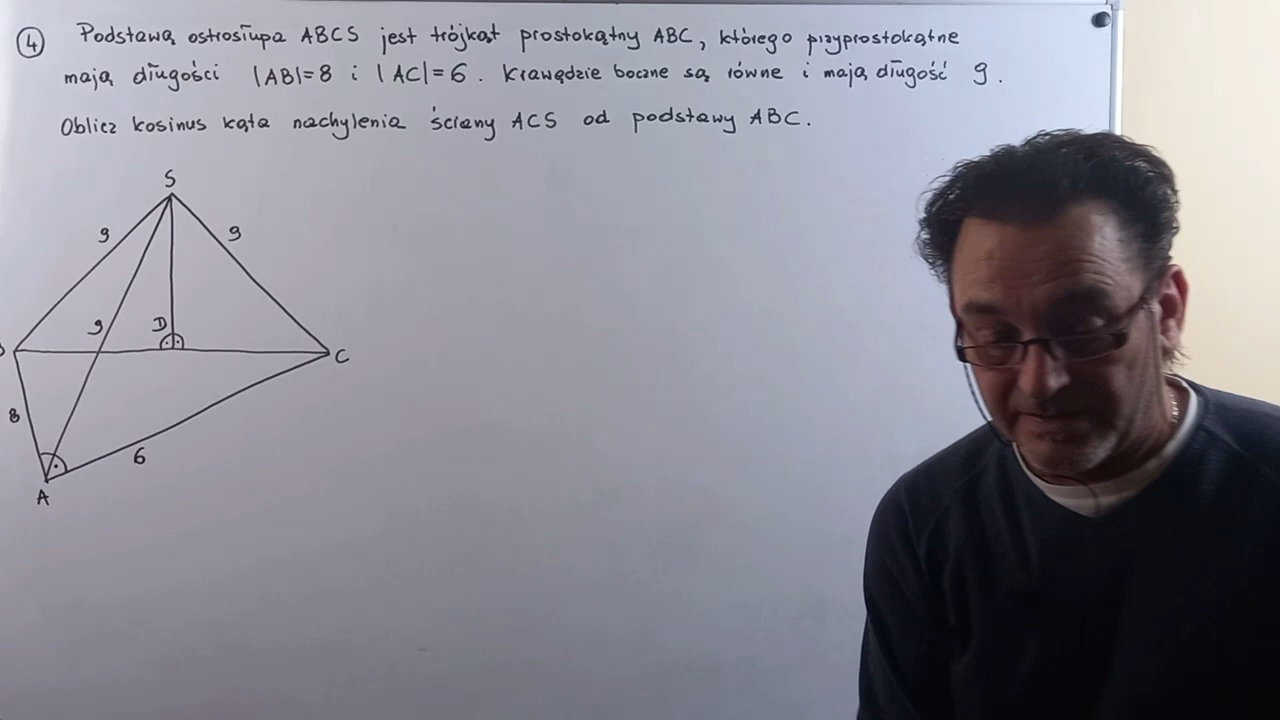 4 Podstawą ostrosłupa ABCS jest trójkąt prostokątny ABC, którego przyprostokątne
mają długości |AB|=8 i |AC|=6. Krawędzie boczne są równe i mają długość 9.
Oblicz kosinus kąta nachylenia ściany ACS od podstawy ABC.
S
9 9
9 D
C
8
6
A